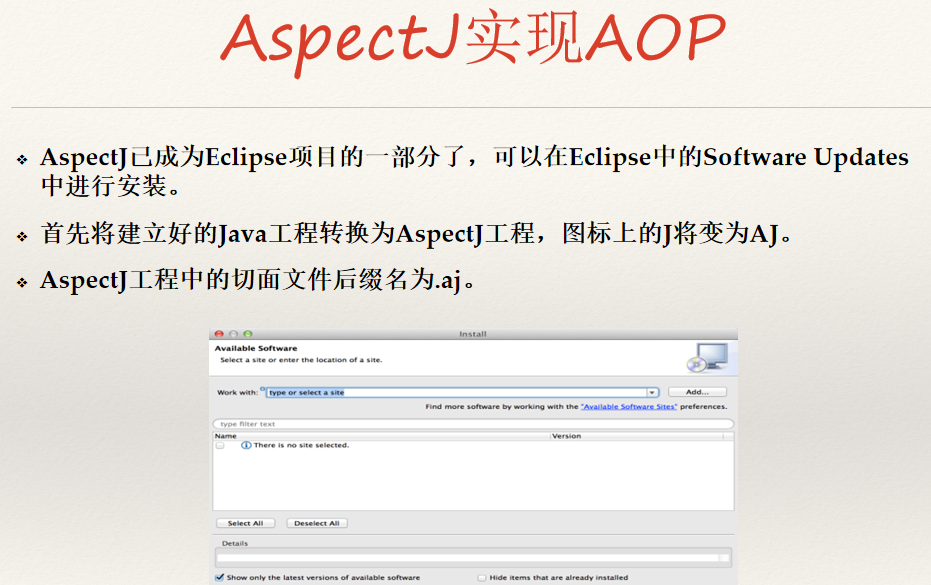 AspectJ实现AOP
AspectJ已成为Eclipse项目的一部分了，可以在Eclipse中的Software Updates
中进行安装。
首先将建立好的Java工程转换为AspectJ工程，图标上的J将变为AJ。
AspectJ工程中的切面文件后缀名为.aj。
Install
Available Software
Select a site or enter the location of a site.
Work with: type or select a site Add...
Find more software by working with the "Available Software Sites" preferences.
type filter text
Name Version
There is no site selected.
Select All Deselect All
Details
Show only the latest versions of available software Hide items that are already installed